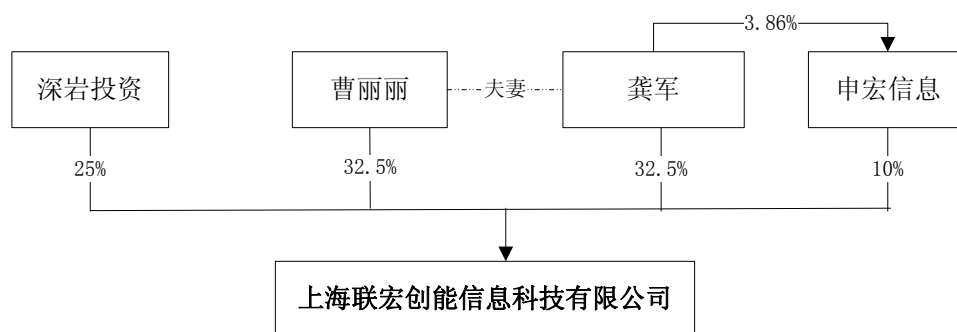 3.86%
深岩投资
曹丽丽
夫妻
龚军
申宏信息
25%
32.5%
32.5%
10%
上海联宏创能信息科技有限公司